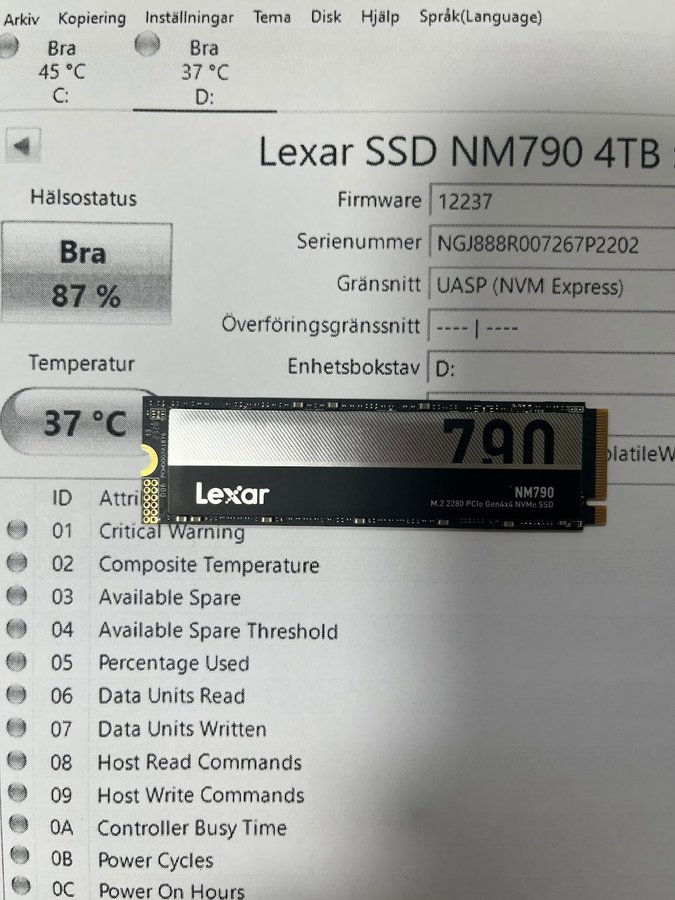 Arkiv Kopiering Inställningar Tema Disk Hjälp Språk(Language)
Bra Bra
45 °C 37 °C
C: D:
Lexar SSD NM790 4TB
Hälsostatus
Bra
87 %
Firmware 12237
Serienummer NGJ888R007267P2202
Gränsnitt UASP (NVM Express)
Överföringsgränssnitt ---- | ----
Enhetsbokstav D:
Temperatur
37 °C
790
Lexar
NM790
M.2 2280 PCIe Gen4x4 NVMe SSD
olatileW
ID Attri
01 Critical Warning
02 Composite Temperature
03 Available Spare
04 Available Spare Threshold
05 Percentage Used
06 Data Units Read
07 Data Units Written
08 Host Read Commands
09 Host Write Commands
0A Controller Busy Time
0B Power Cycles
0C Power On Hours